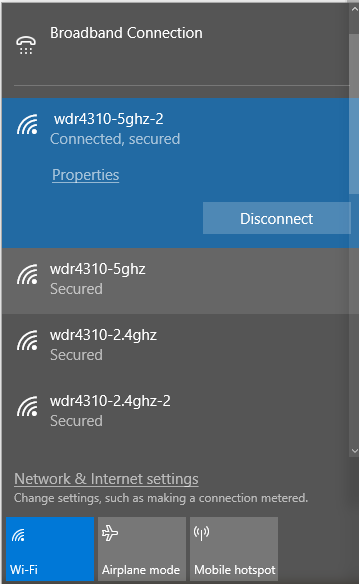 Broadband Connection
wdr4310-5ghz-2
Connected, secured
Properties
Disconnect
wdr4310-5ghz
Secured
wdr4310-2.4ghz
Secured
wdr4310-2.4ghz-2
Secured
Network & Internet settings
Change settings, such as making a connection metered.
Wi-Fi
Airplane mode
Mobile hotspot